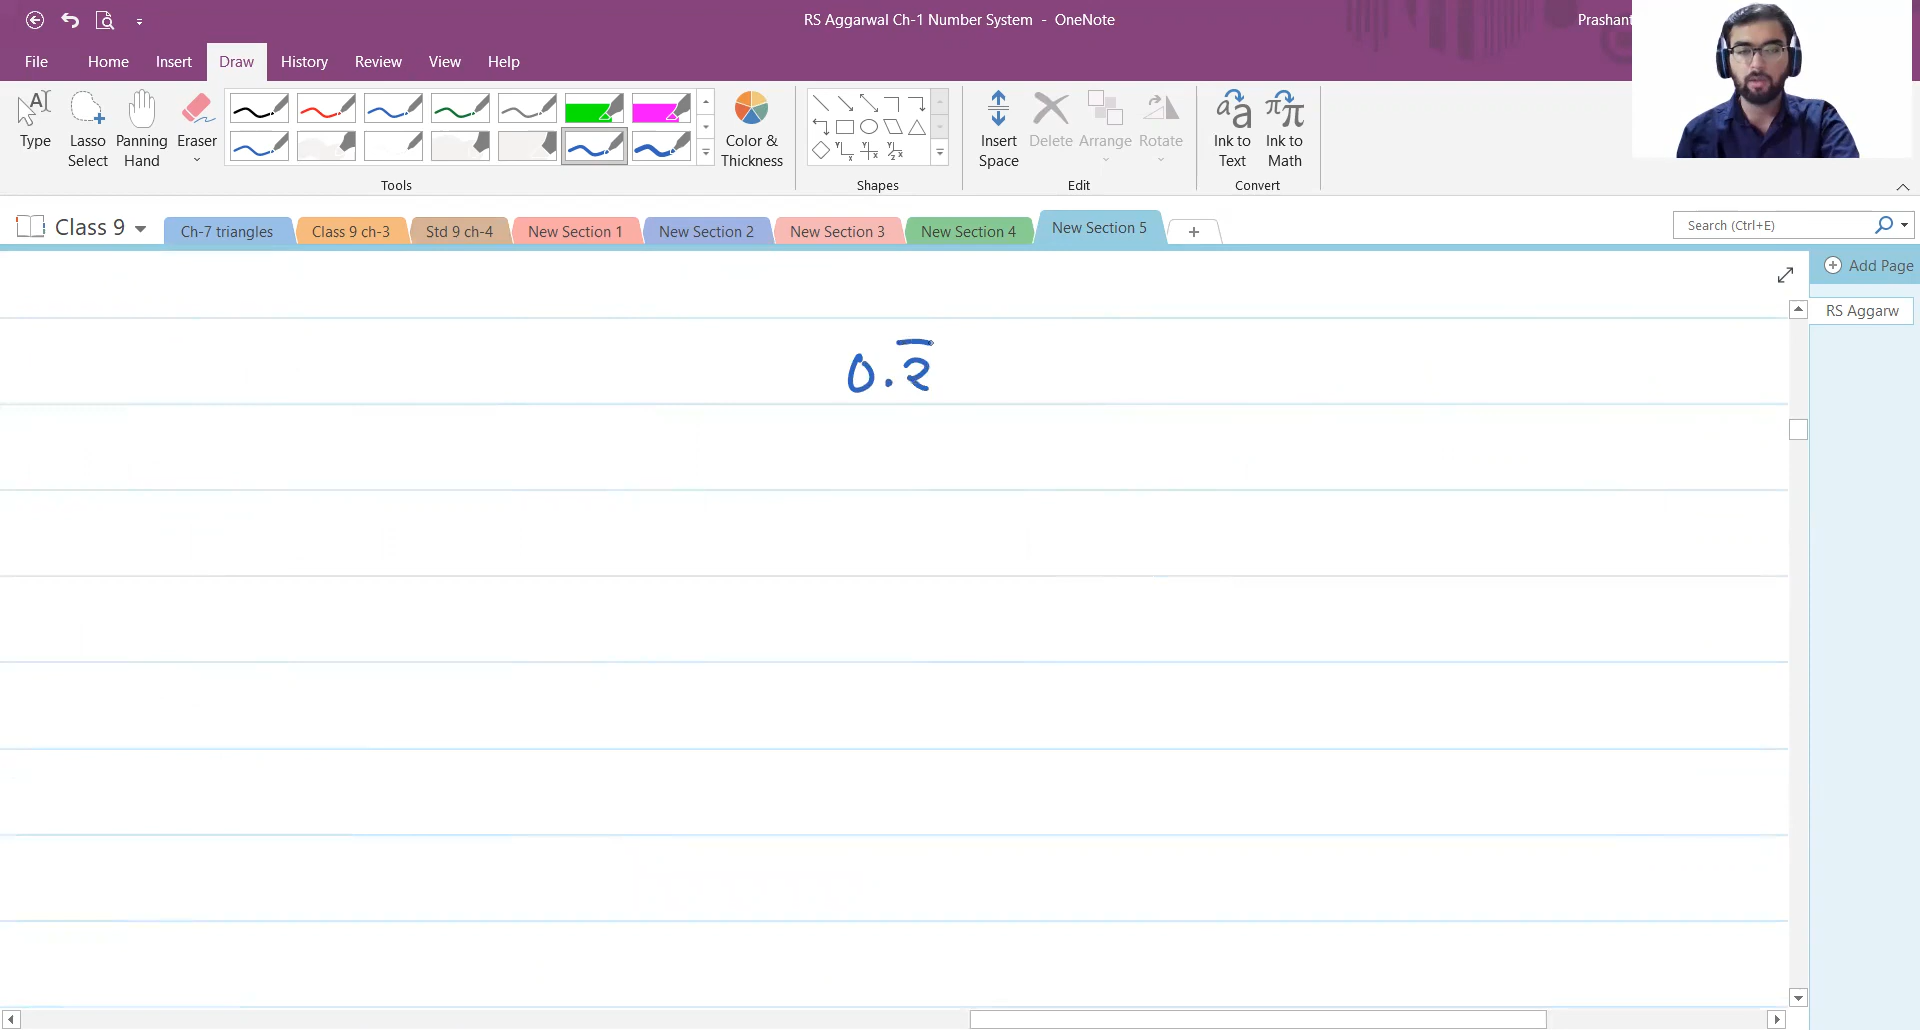 RS Aggarwal Ch-1 Number System - OneNote
Prashant
File Home Insert Draw History Review View Help
Type
Lasso Select
Panning Hand
Eraser
Color & Thickness
Insert Space
Delete
Arrange
Rotate
Ink to Text
Ink to Math
Tools
Shapes
Edit
Convert
Class 9
Ch-7 triangles
Class 9 ch-3
Std 9 ch-4
New Section 1
New Section 2
New Section 3
New Section 4
New Section 5
Search (Ctrl+E)
Add Page
RS Aggarw
0.2̅